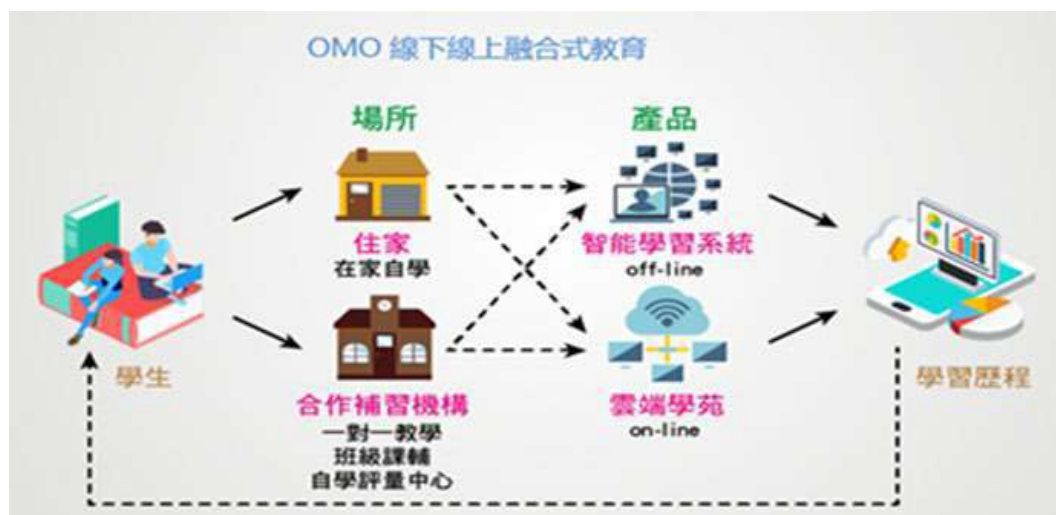 OMO 線下線上融合式教育
場所
產品
住家
在家自學
智能學習系統
off-line
學生
合作補習機構
一對一教學
班級課輔
自學評量中心
雲端學苑
on-line
學習歷程